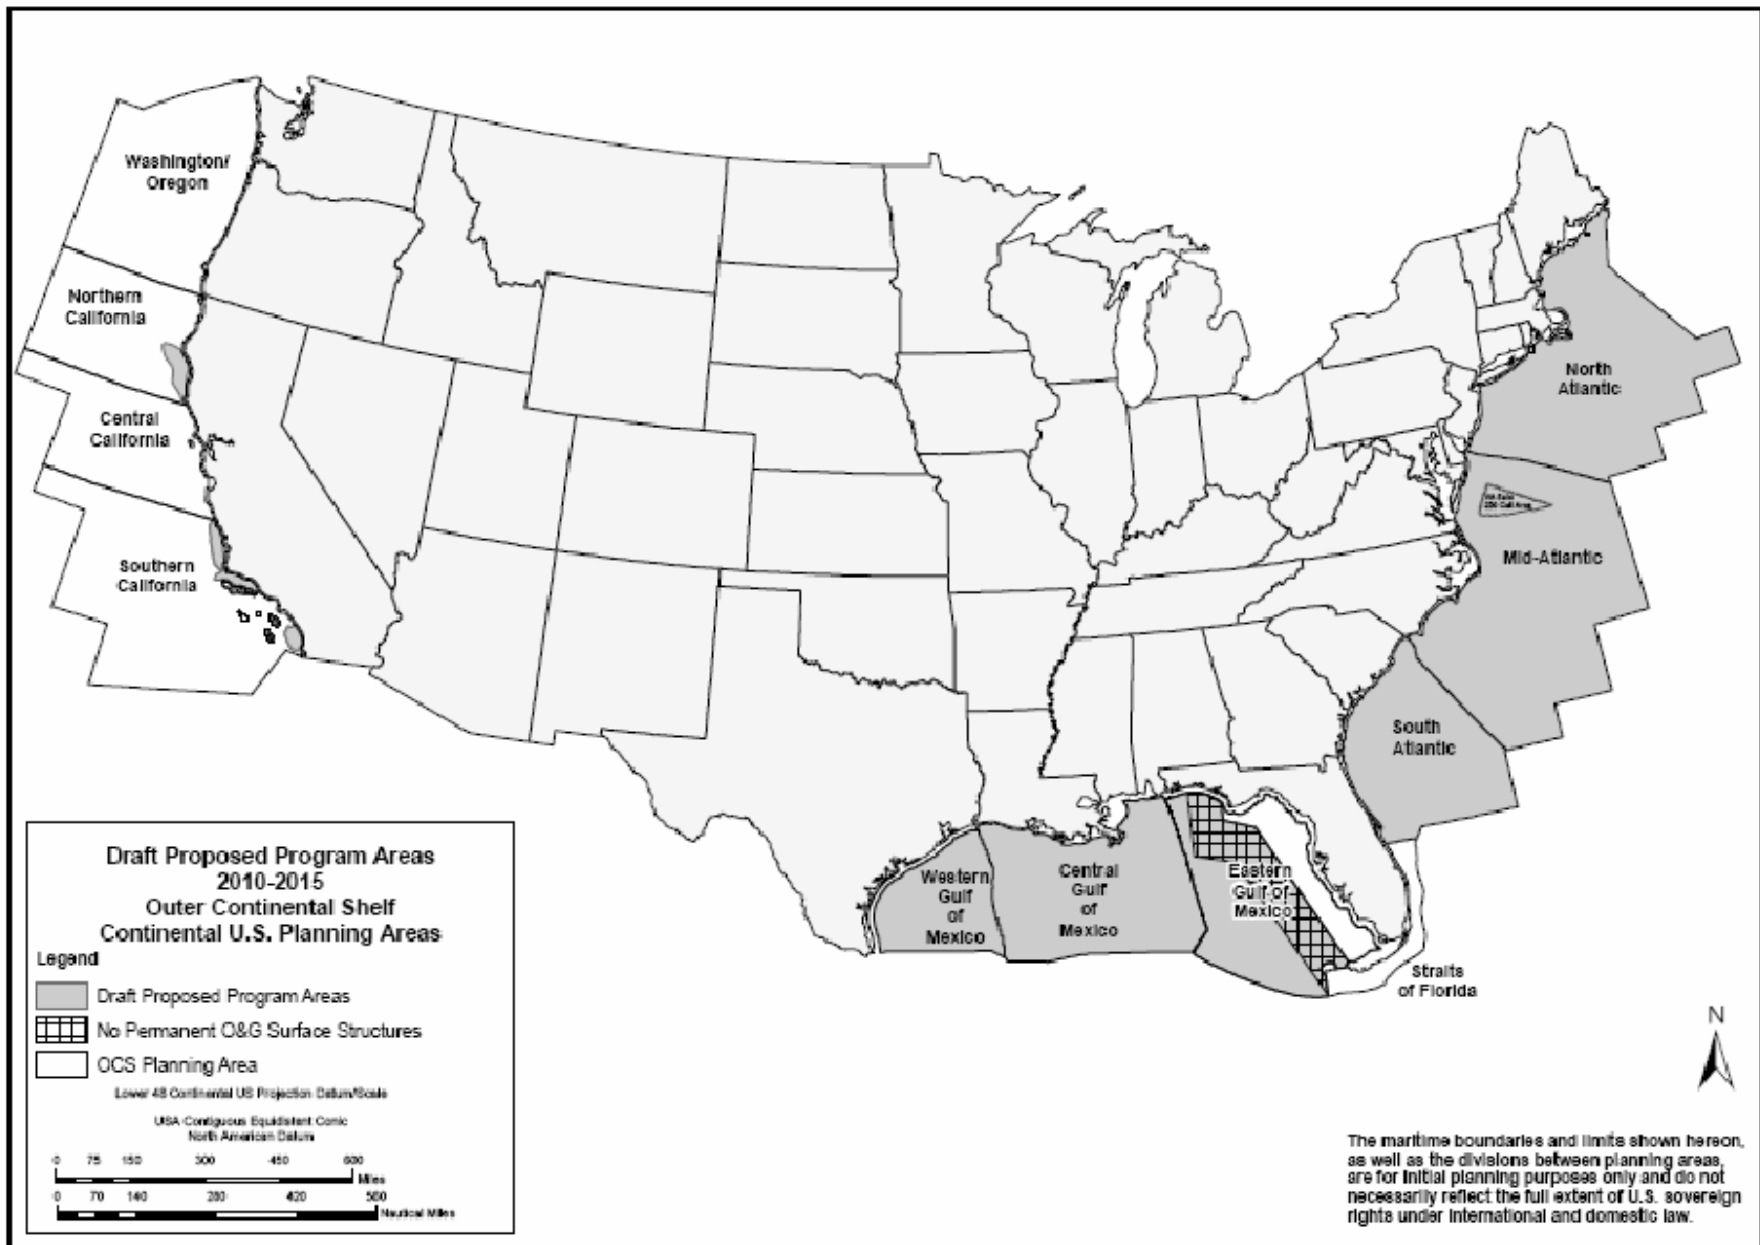 Washington/
Oregon
Northern
California
Central
California
Southern
California
North
Atlantic
Mid-Atlantic
South
Atlantic
Western
Gulf
of
Mexico
Central
Gulf
of
Mexico
Eastern
Gulf of
Mexico
Straits
of Florida
Draft Proposed Program Areas
2010-2015
Outer Continental Shelf
Continental U.S. Planning Areas
Legend
Draft Proposed Program Areas
No Permanent O&G Surface Structures
OCS Planning Area
Lower 48 Continental US Projection Datum/Scale
USA Contiguous Equidistant Conic
North American Datum
0 75 150 300 450 600
Miles
0 70 140 280 420 560
Nautical Miles
N
The maritime boundaries and limits shown hereon,
as well as the divisions between planning areas,
are for initial planning purposes only and do not
necessarily reflect the full extent of U.S. sovereign
rights under international and domestic law.